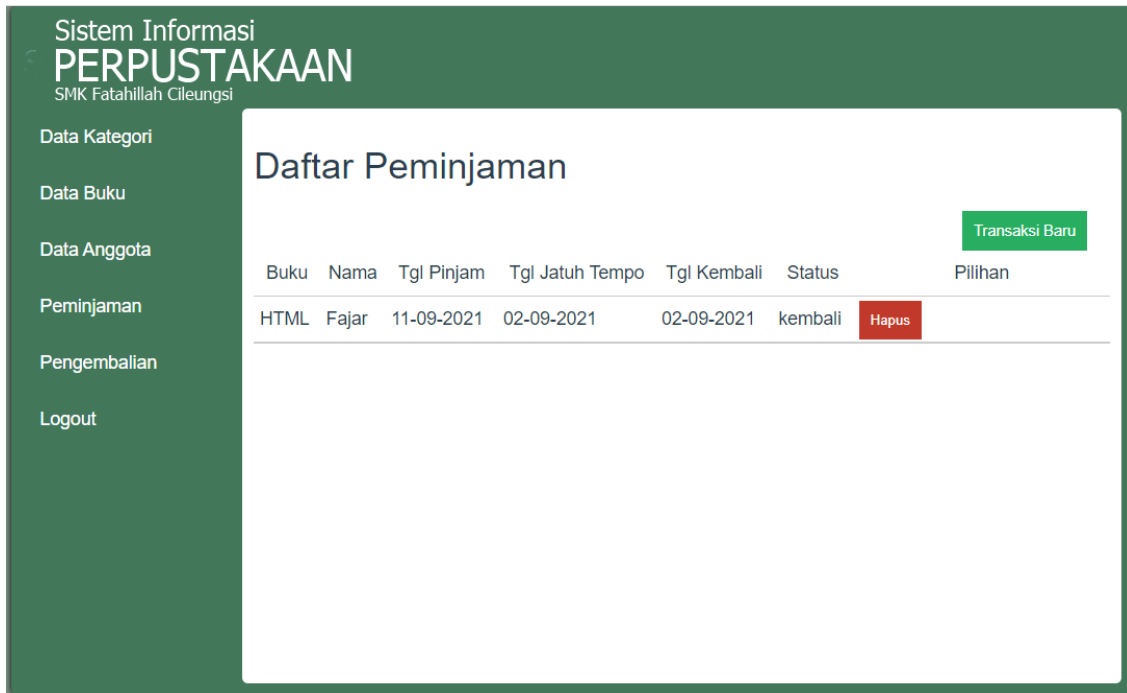 Sistem Informasi
PERPUSTAKAAN
SMK Fatahillah Cileungsi
Data Kategori
Data Buku
Data Anggota
Peminjaman
Pengembalian
Logout
Daftar Peminjaman
Transaksi Baru
Buku Nama Tgl Pinjam Tgl Jatuh Tempo Tgl Kembali Status Pilihan
HTML Fajar 11-09-2021 02-09-2021 02-09-2021 kembali Hapus